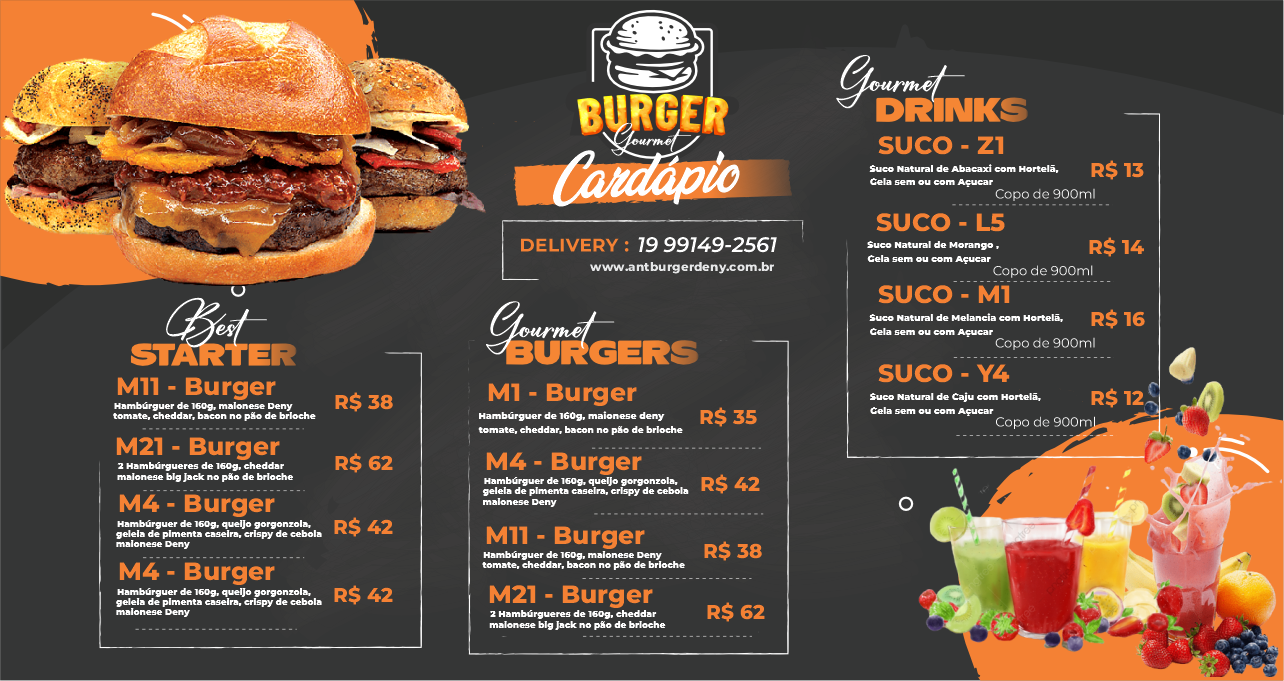 BURGER
Gourmet
Cardápio
DELIVERY : 19 99149-2561
www.antburgerdeny.com.br
Best
STARTER
M11 - Burger
Hambúrguer de 160g, maionese Deny
tomate, cheddar, bacon no pão de brioche
R$ 38
M21 - Burger
2 Hambúrgueres de 160g, cheddar
maionese big jack no pão de brioche
R$ 62
M4 - Burger
Hambúrguer de 160g, queijo gorgonzola,
geleia de pimenta caseira, crispy de cebola
maionese Deny
R$ 42
M4 - Burger
Hambúrguer de 160g, queijo gorgonzola,
geleia de pimenta caseira, crispy de cebola
maionese Deny
R$ 42
Gourmet
BURGERS
M1 - Burger
Hambúrguer de 160g, maionese deny
tomate, cheddar, bacon no pão de brioche
R$ 35
M4 - Burger
Hambúrguer de 160g, queijo gorgonzola,
geleia de pimenta caseira, crispy de cebola
maionese Deny
R$ 42
M11 - Burger
Hambúrguer de 160g, maionese Deny
tomate, cheddar, bacon no pão de brioche
R$ 38
M21 - Burger
2 Hambúrgueres de 160g, cheddar
maionese big jack no pão de brioche
R$ 62
Gourmet
DRINKS
SUCO - Z1
Suco Natural de Abacaxi com Hortelã,
Gela sem ou com Açucar
R$ 13
Copo de 900ml
SUCO - L5
Suco Natural de Morango ,
Gela sem ou com Açucar
R$ 14
Copo de 900ml
SUCO - M1
Suco Natural de Melancia com Hortelã,
Gela sem ou com Açucar
R$ 16
Copo de 900ml
SUCO - Y4
Suco Natural de Caju com Hortelã,
Gela sem ou com Açucar
R$ 12
Copo de 900ml